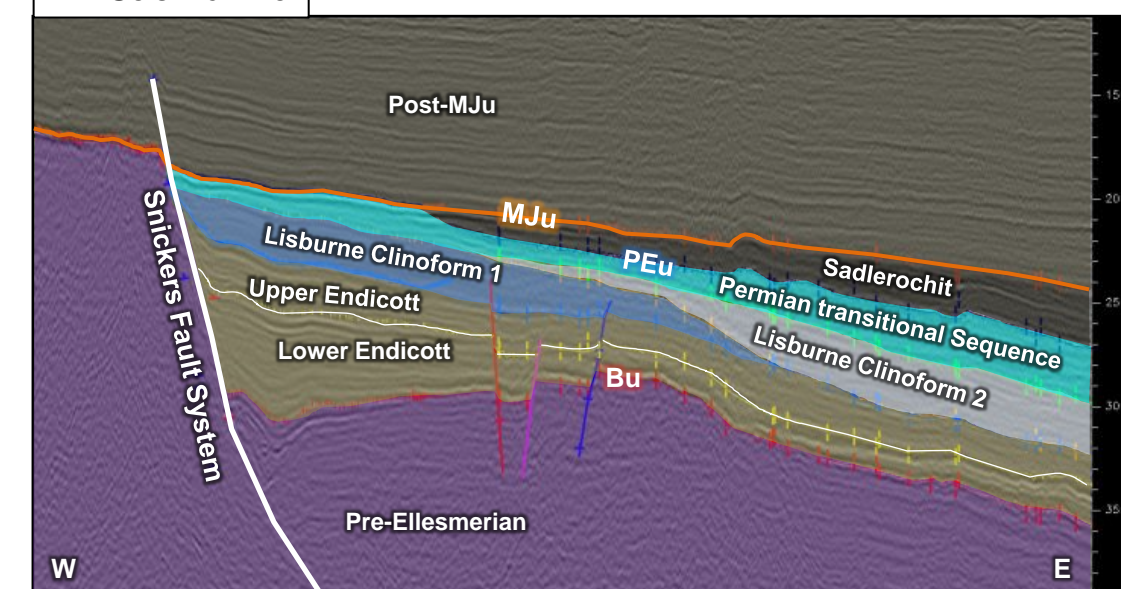 Post-MJu
15
20
MJu
Snickers Fault System
Lisburne Clinoform 1
PEu
Sadlerochit
25
Permian transitional Sequence
Upper Endicott
Lower Endicott
Lisburne Clinoform 2
Bu
30
35
Pre-Ellesmerian
W
E